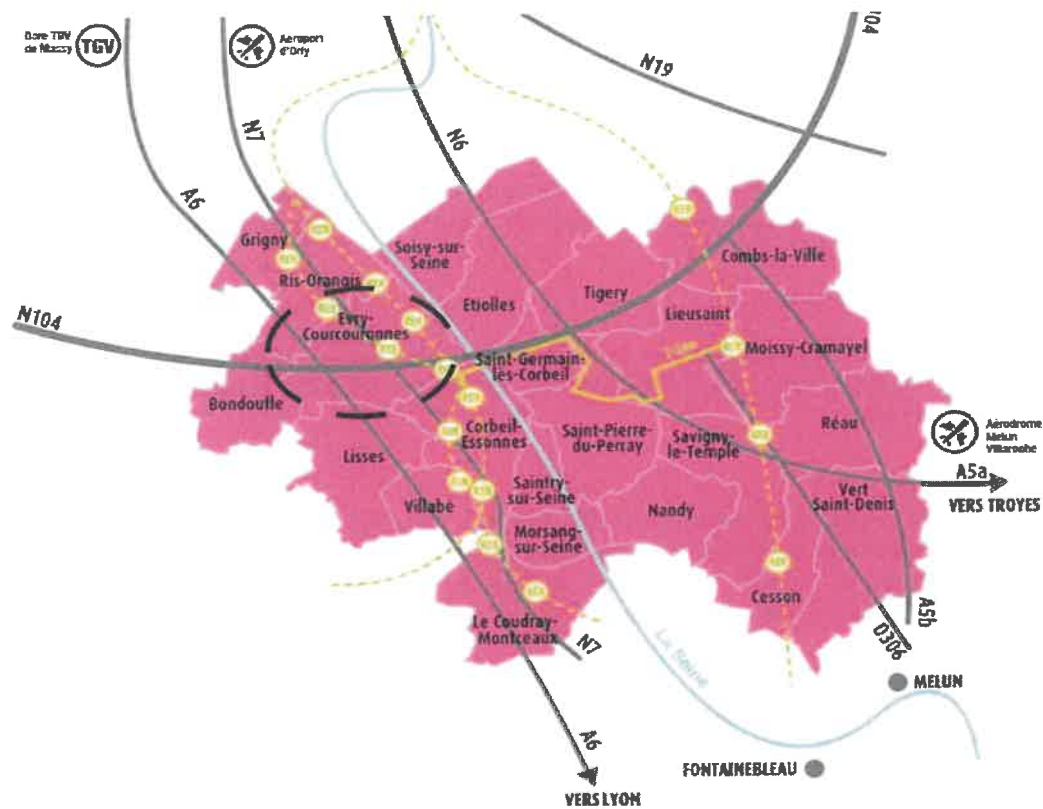 Gare TGV
de Massy
TGV
Aéroport
d'Orly
104
N19
N7
N6
A6
Grigny
Soisy-sur-
Seine
Combs-la-Ville
Ris-Orangis
Etiolles
Tigery
Lieusaint
N104
Evry-
Courcouronnes
Saint-Germain-
lès-Corbeil
Moissy-Cramayel
Bondoufle
Corbeil-
Essonnes
Saint-Pierre-
du-Perray
Savigny-
le-Temple
Réau
Aérodrome
Melun
Villaroche
Lisses
A5a
VERS TROYES
Villabé
Saintry-
sur-Seine
Nandy
Vert
Saint-Denis
Morsang-
sur-Seine
Cesson
A5b
Le Coudray-
Montceaux
N7
D306
La Seine
MELUN
A6
FONTAINEBLEAU
VERS LYON